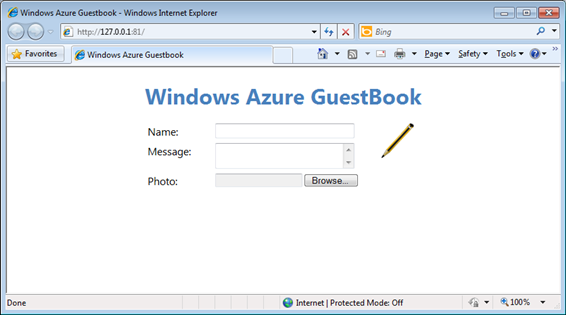 Windows Azure Guestbook - Windows Internet Explorer
http://127.0.0.1:81/
Bing
Favorites
Windows Azure Guestbook
Page
Safety
Tools
Windows Azure GuestBook
Name:
Message:
Photo:
Browse...
Done
Internet | Protected Mode: Off
100%